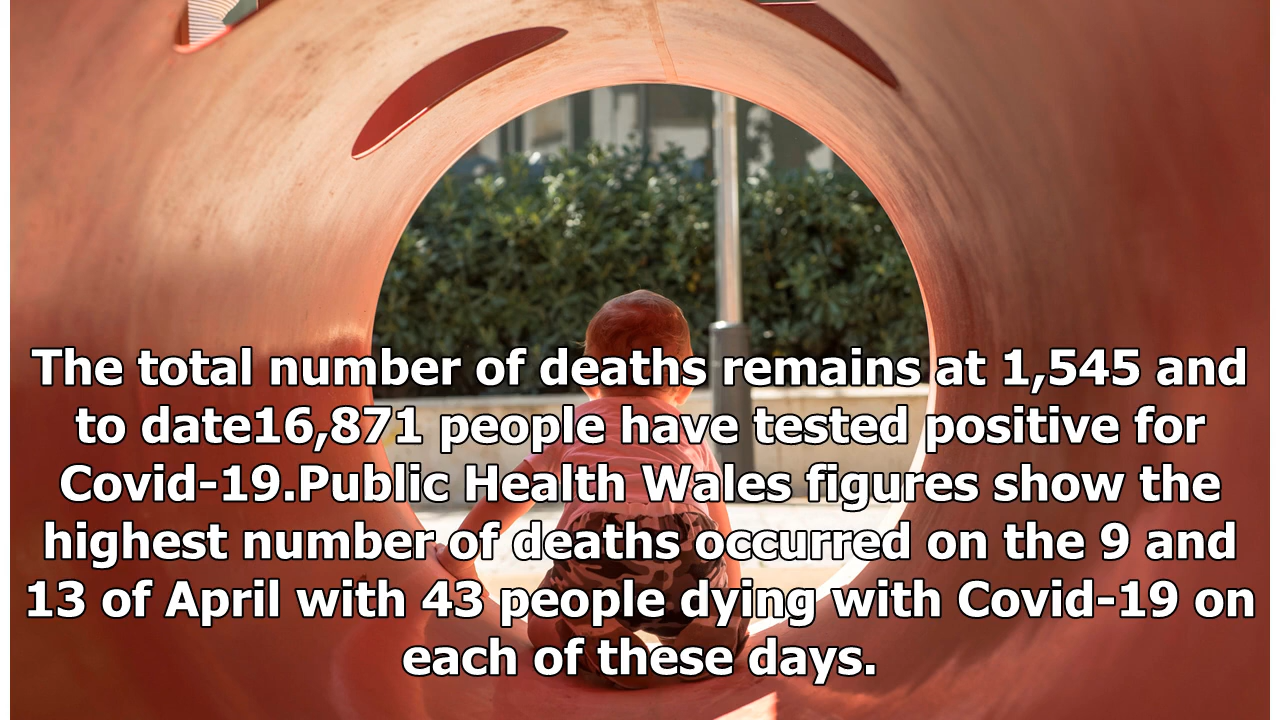 The total number of deaths remains at 1,545 and
to date16,871 people have tested positive for
Covid-19.Public Health Wales figures show the
highest number of deaths occurred on the 9 and
13 of April with 43 people dying with Covid-19 on
each of these days.